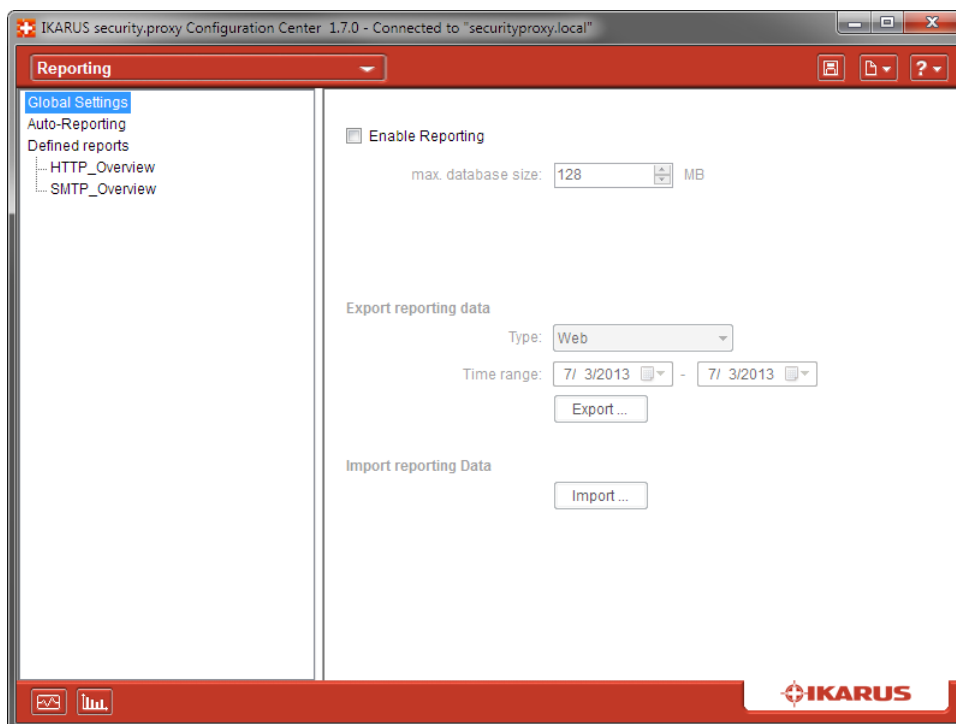 IKARUS security.proxy Configuration Center 1.7.0 - Connected to "securityproxy.local"
Reporting
?
Global Settings
Auto-Reporting
Defined reports
HTTP_Overview
SMTP_Overview
Enable Reporting
max. database size: 128 MB
Export reporting data
Type: Web
Time range: 7/ 3/2013 - 7/ 3/2013
Export ...
Import reporting Data
Import ...
IKARUS